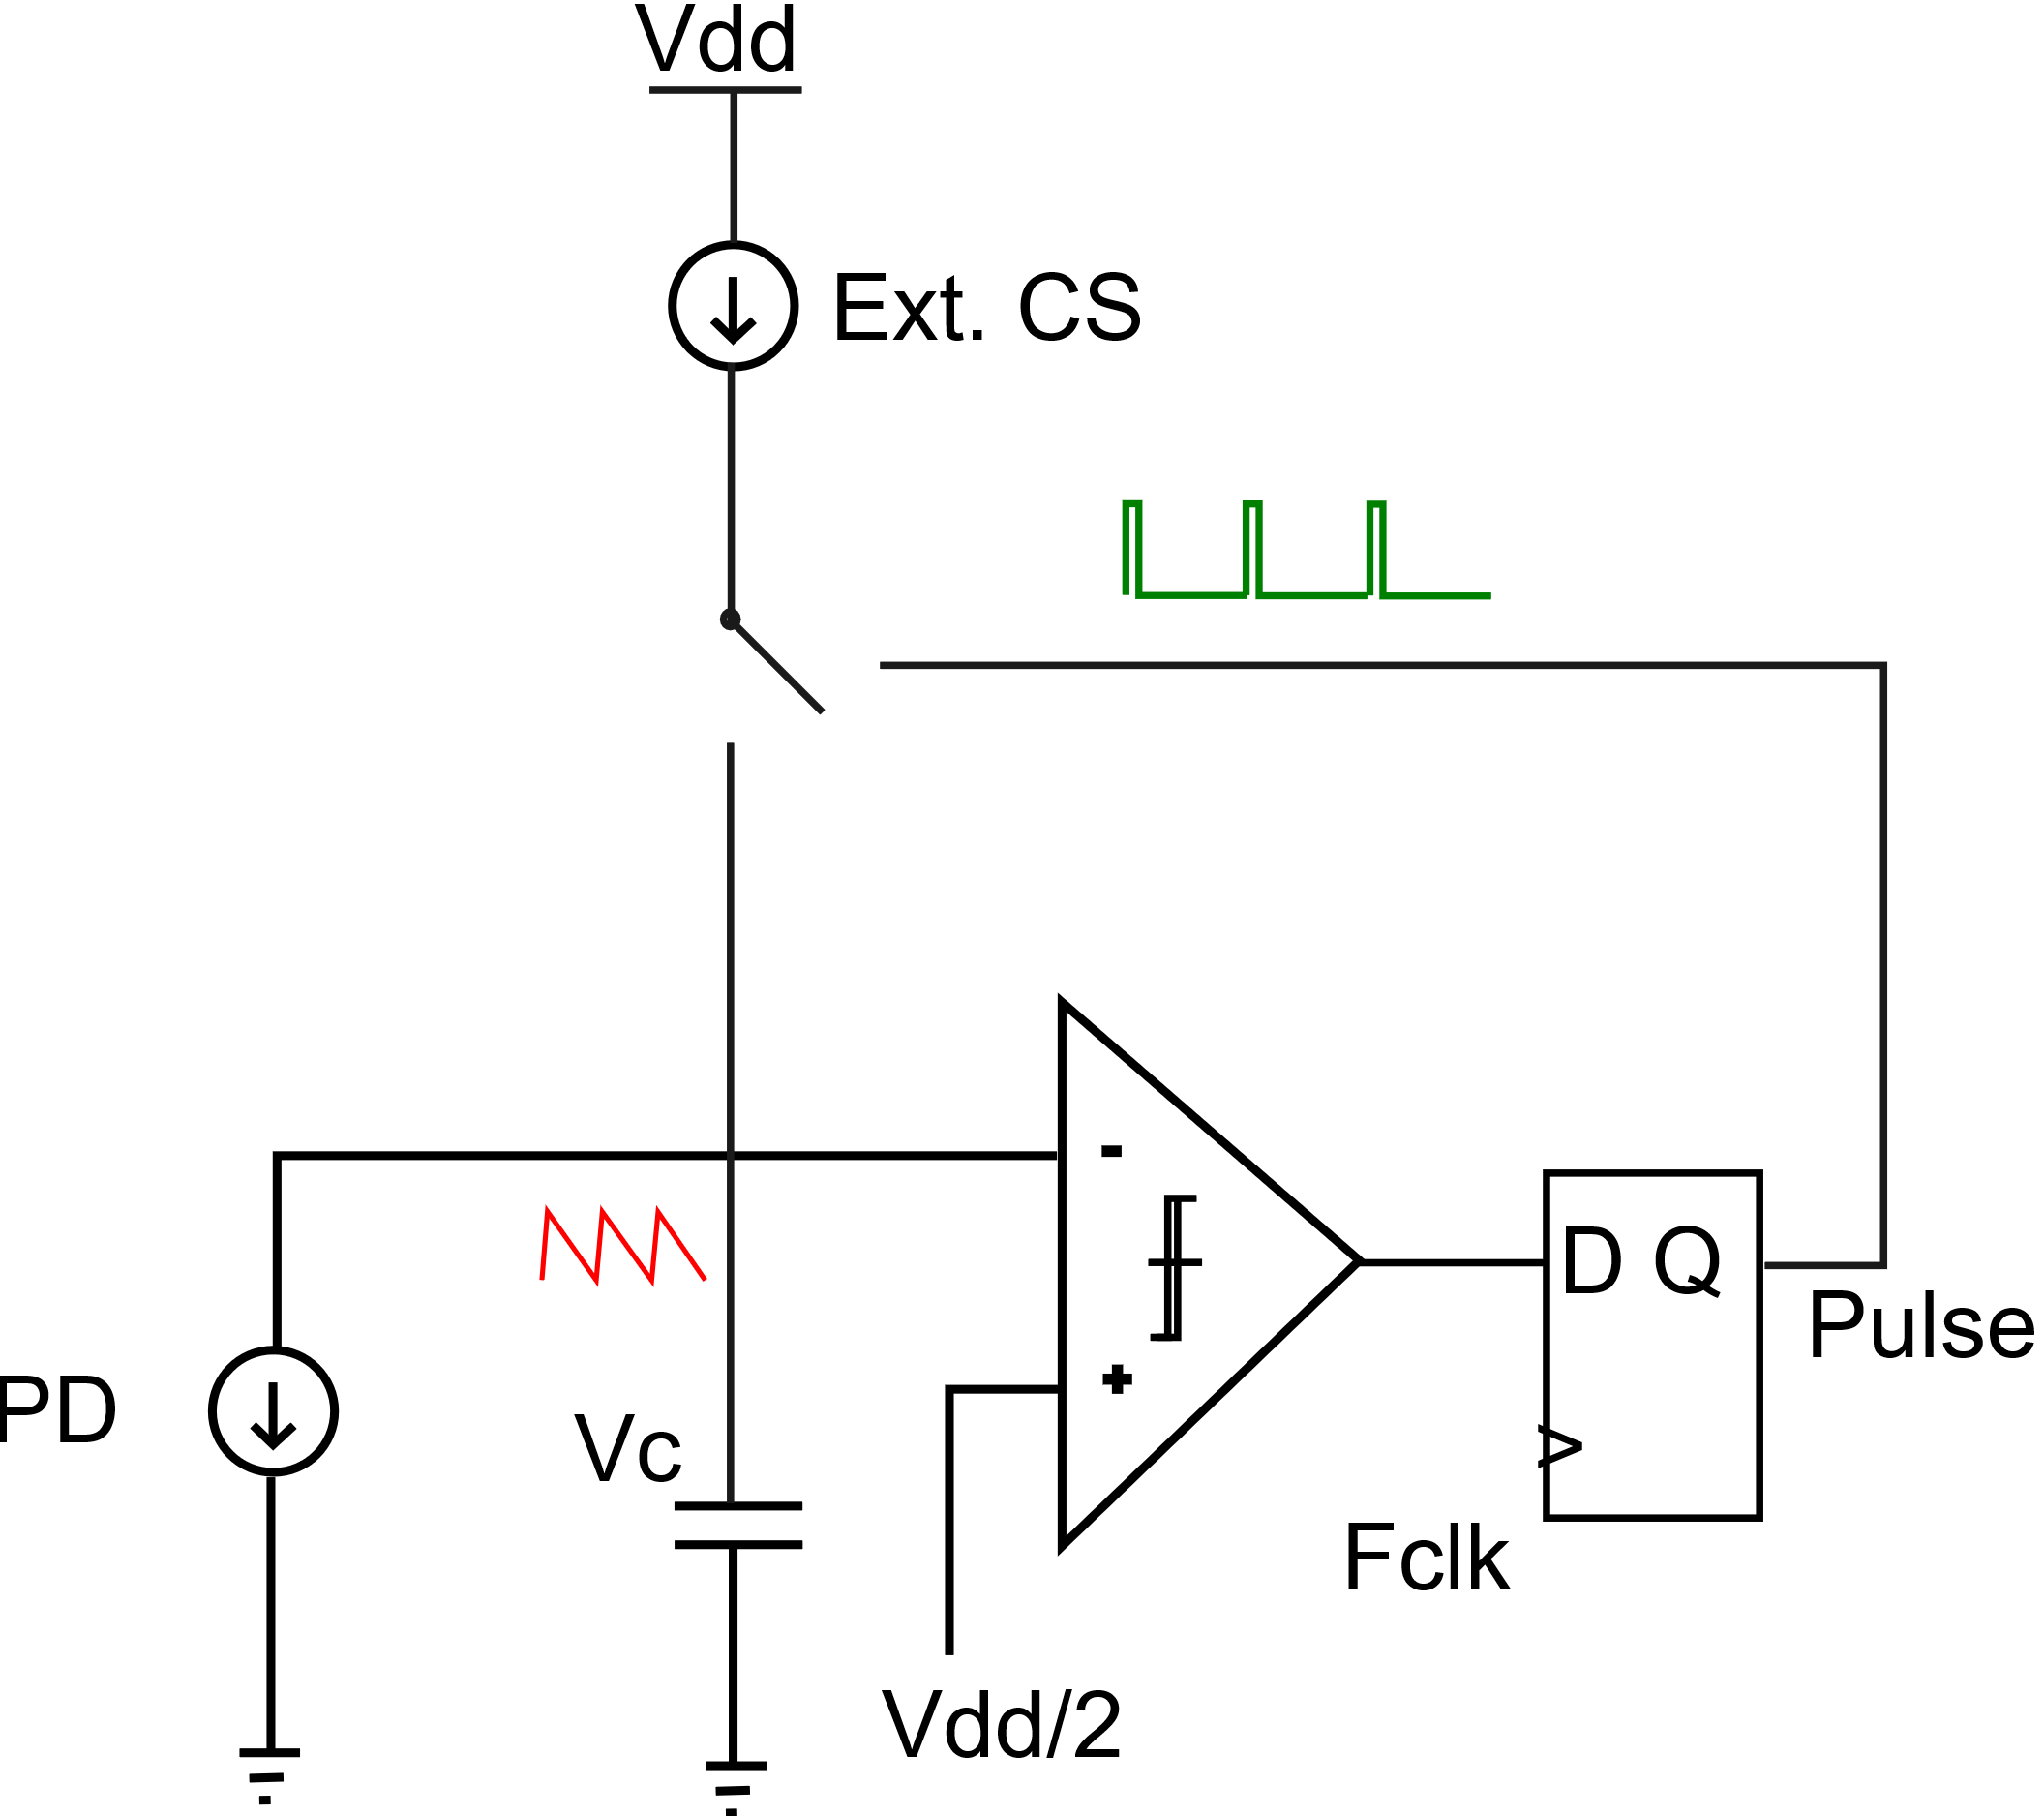 Vdd
Ext. CS
-
D Q
Pulse
PD
+
Vc
>
Fclk
Vdd/2